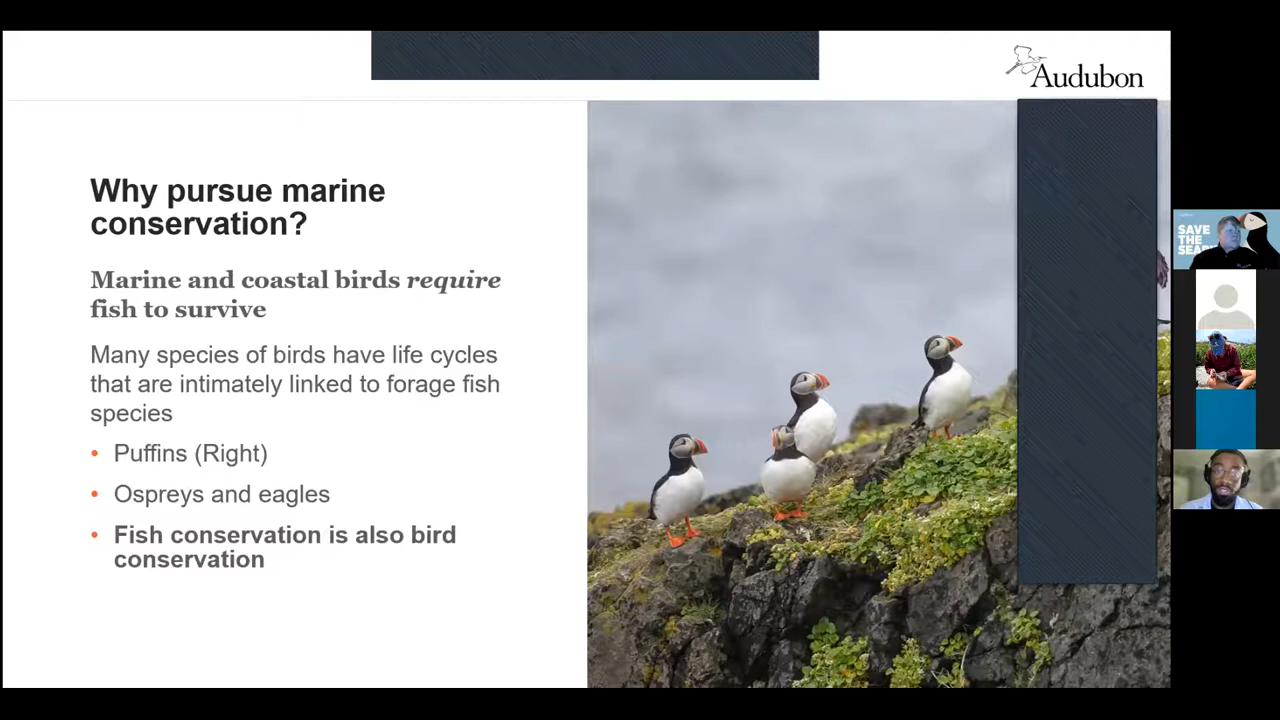 Audubon
Why pursue marine
conservation?
Marine and coastal birds require
fish to survive
Many species of birds have life cycles
that are intimately linked to forage fish
species
• Puffins (Right)
• Ospreys and eagles
• Fish conservation is also bird
conservation
SAVE
THE